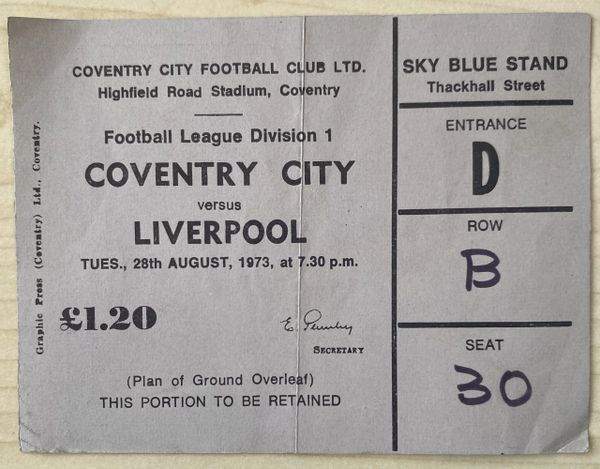 COVENTRY CITY FOOTBALL CLUB LTD.
Highfield Road Stadium, Coventry
Football League Division 1
COVENTRY CITY
versus
LIVERPOOL
TUES., 28th AUGUST, 1973, at 7.30 p.m.
£1.20
SECRETARY
(Plan of Ground Overleaf)
THIS PORTION TO BE RETAINED
Graphic Press (Coventry) Ltd., Coventry.
SKY BLUE STAND
Thackhall Street
ENTRANCE
D
ROW
B
SEAT
30